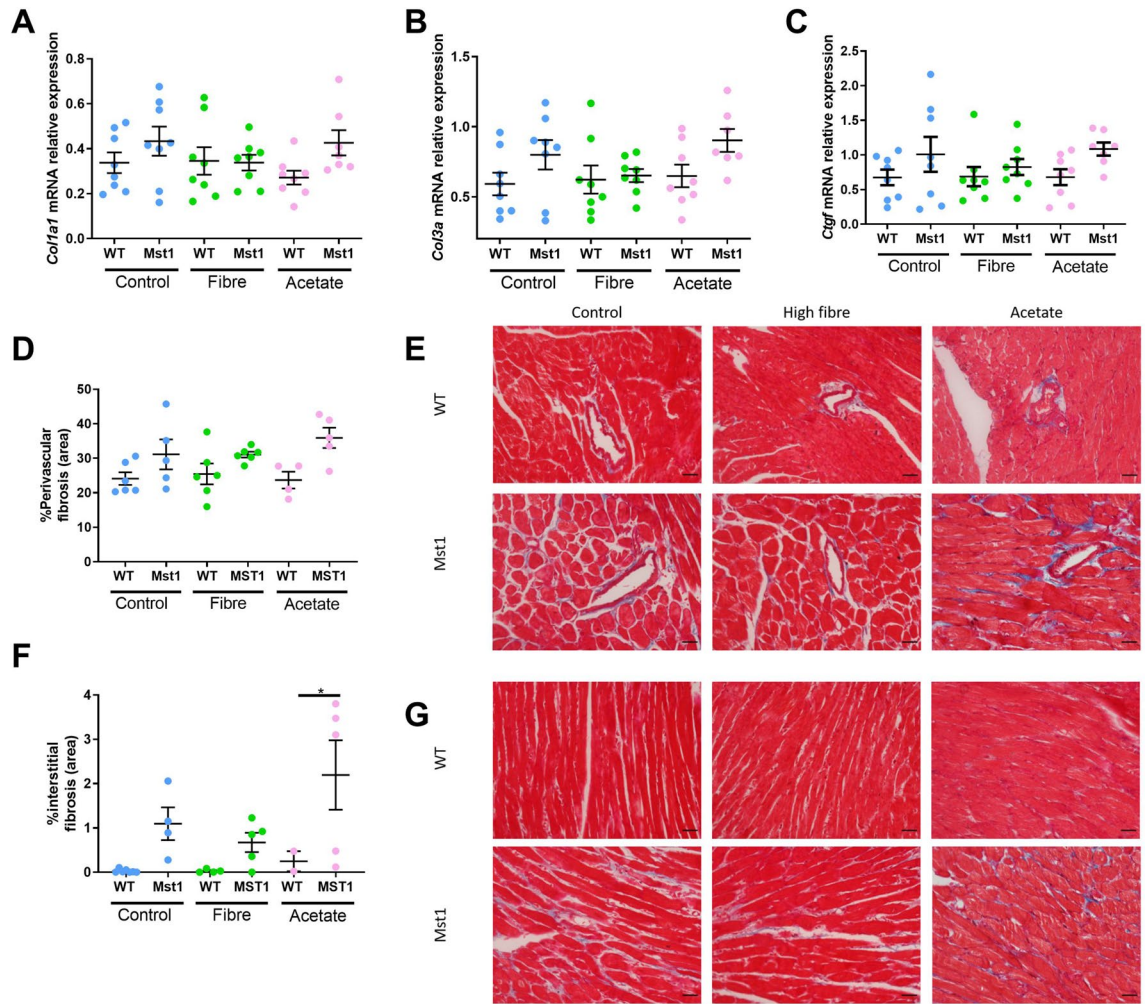 A
Col1a1 mRNA relative expression
0.8
0.6
0.4
0.2
0.0
WT Mst1 WT Mst1 WT Mst1
Control Fibre Acetate
B
Col3a mRNA relative expression
1.5
1.0
0.5
WT Mst1 WT Mst1 WT Mst1
Control Fibre Acetate
C
Ctgf mRNA relative expression
2.5
2.0
1.5
1.0
0.5
0.0
WT Mst1 WT Mst1 WT Mst1
Control Fibre Acetate
D
%Perivascular
fibrosis (area)
50
40
30
20
10
0
WT Mst1 WT MST1 WT MST1
Control Fibre Acetate
E
Control High fibre Acetate
WT
Mst1
F
%interstitial
fibrosis (area)
4
3
2
1
0
*
WT Mst1 WT MST1 WT MST1
Control Fibre Acetate
G
WT
Mst1